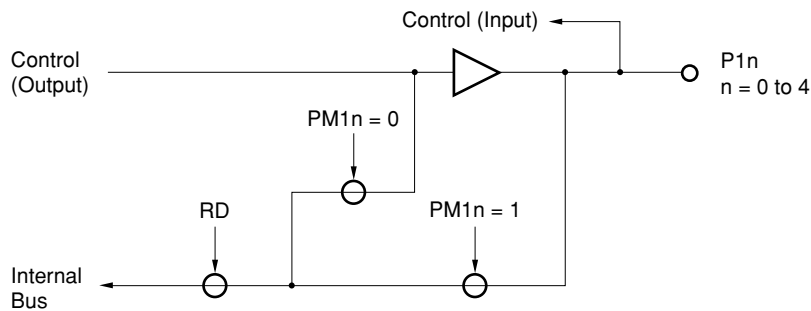 Control (Input)
Control
(Output)
P1n
n = 0 to 4
PM1n = 0
RD
PM1n = 1
Internal
Bus